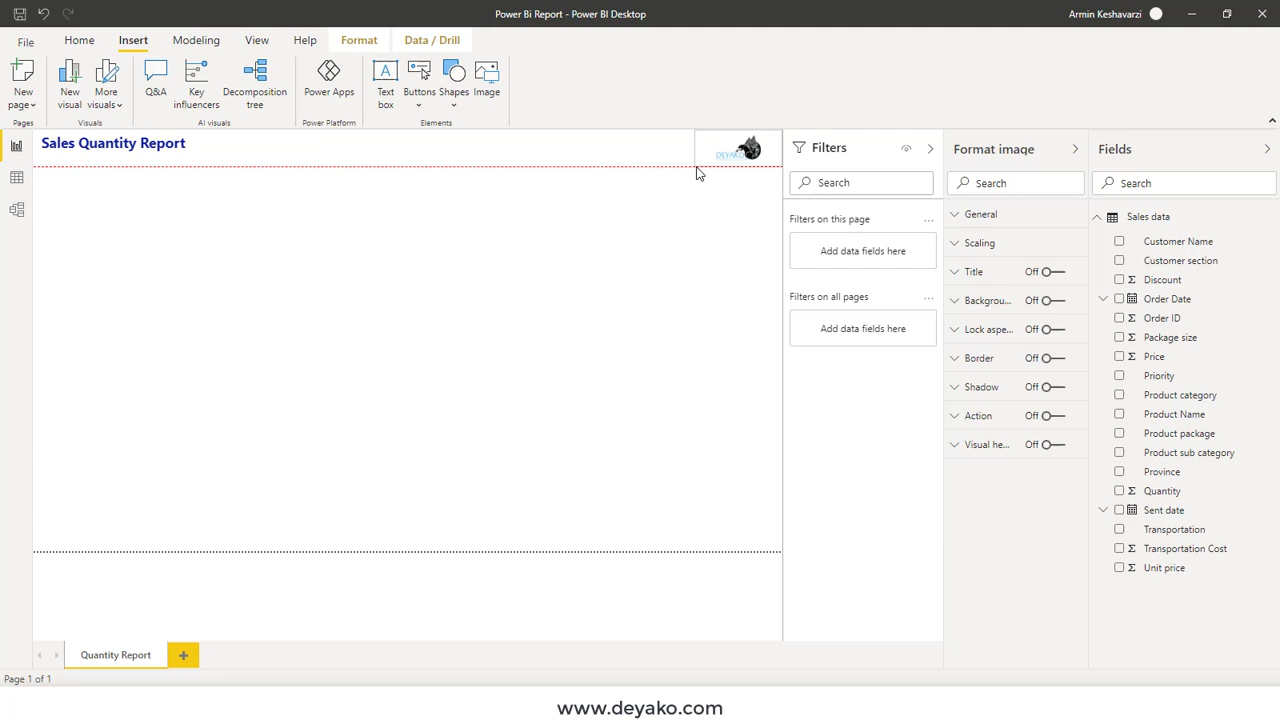 Power Bi Report - Power BI Desktop
Armin Keshavarzi
File
Home
Insert
Modeling
View
Help
Format
Data / Drill
New page
New visual
More visuals
Q&A
Key influencers
Decomposition tree
Power Apps
Text box
Buttons
Shapes
Image
Pages
Visuals
AI visuals
Power Platform
Elements
Sales Quantity Report
DEYAKO
Filters
Search
Filters on this page
...
Add data fields here
Filters on all pages
...
Add data fields here
Format image
Search
General
Scaling
Title Off
Backgrou... Off
Lock aspe... Off
Border Off
Shadow Off
Action Off
Visual he... Off
Fields
Search
Sales data
Customer Name
Customer section
Σ Discount
Order Date
Σ Order ID
Σ Package size
Σ Price
Priority
Product category
Product Name
Product package
Product sub category
Province
Σ Quantity
Sent date
Transportation
Σ Transportation Cost
Σ Unit price
Quantity Report
Page 1 of 1
www.deyako.com